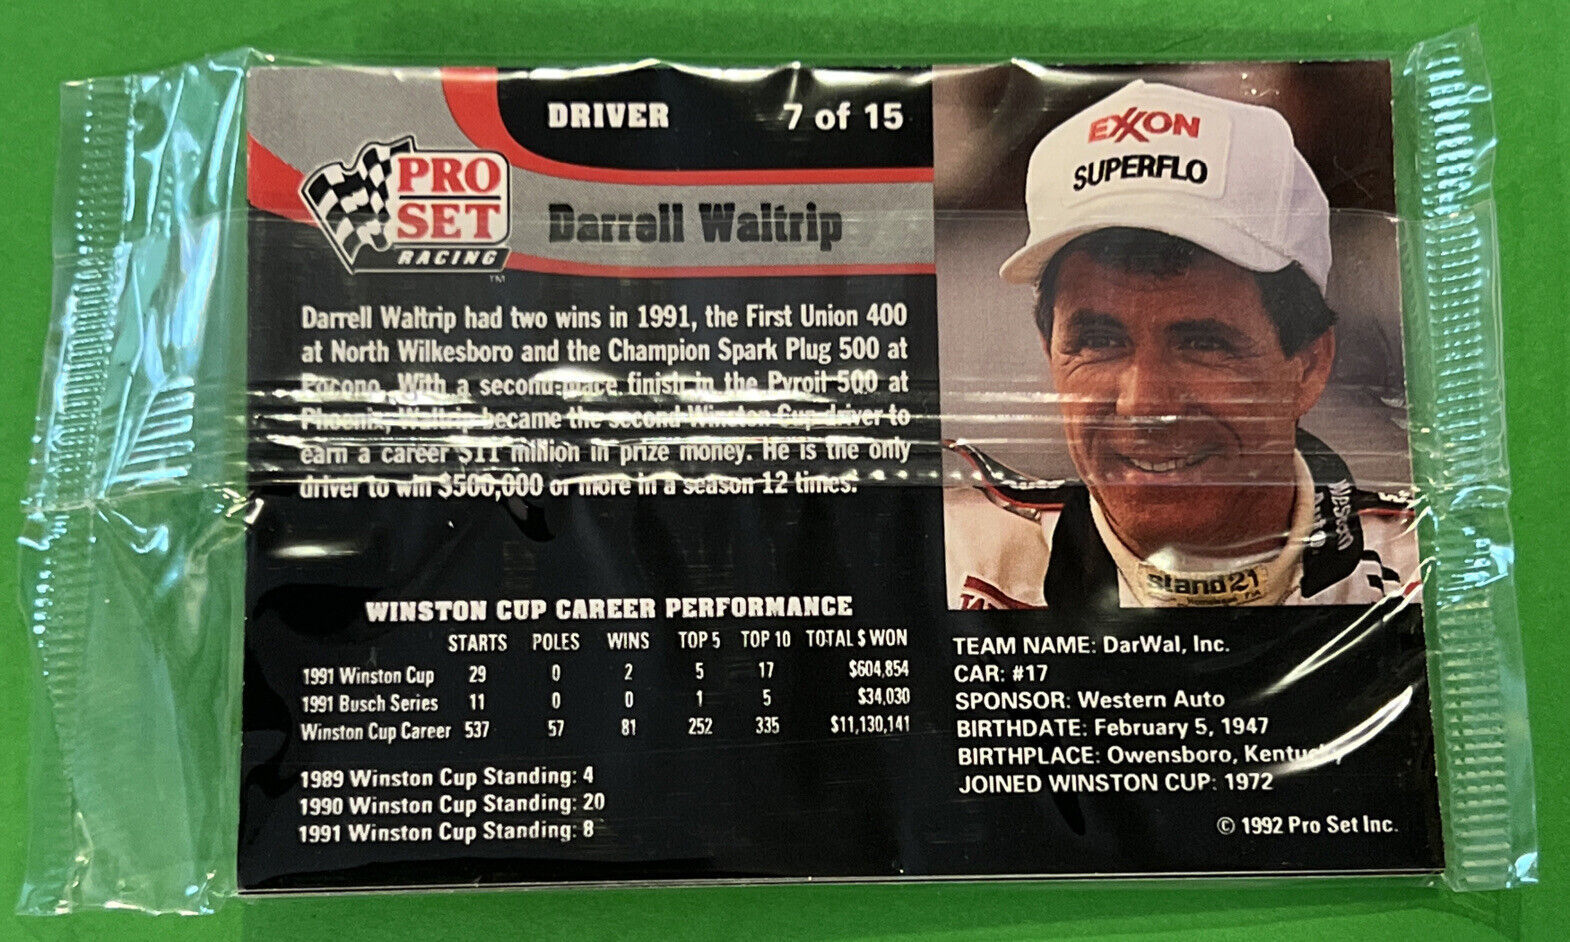 DRIVER 7 of 15
PRO
SET
RACING
TM
Darrell Waltrip
Darrell Waltrip had two wins in 1991, the First Union 400
at North Wilkesboro and the Champion Spark Plug 500 at
Pocono. With a second-place finish in the Pyroil 500 at
Phoenix, Waltrip became the second Winston Cup driver to
earn a career $11 million in prize money. He is the only
driver to win $500,000 or more in a season 12 times.
WINSTON CUP CAREER PERFORMANCE
STARTS POLES WINS TOP 5 TOP 10 TOTAL $ WON
1991 Winston Cup 29 0 2 5 17 $604,854
1991 Busch Series 11 0 0 1 5 $34,030
Winston Cup Career 537 57 81 252 335 $11,130,141
1989 Winston Cup Standing: 4
1990 Winston Cup Standing: 20
1991 Winston Cup Standing: 8
EXXON
SUPERFLO
Western
Auto
stand 21
TEAM NAME: DarWal, Inc.
CAR: #17
SPONSOR: Western Auto
BIRTHDATE: February 5, 1947
BIRTHPLACE: Owensboro, Kentucky
JOINED WINSTON CUP: 1972
© 1992 Pro Set Inc.